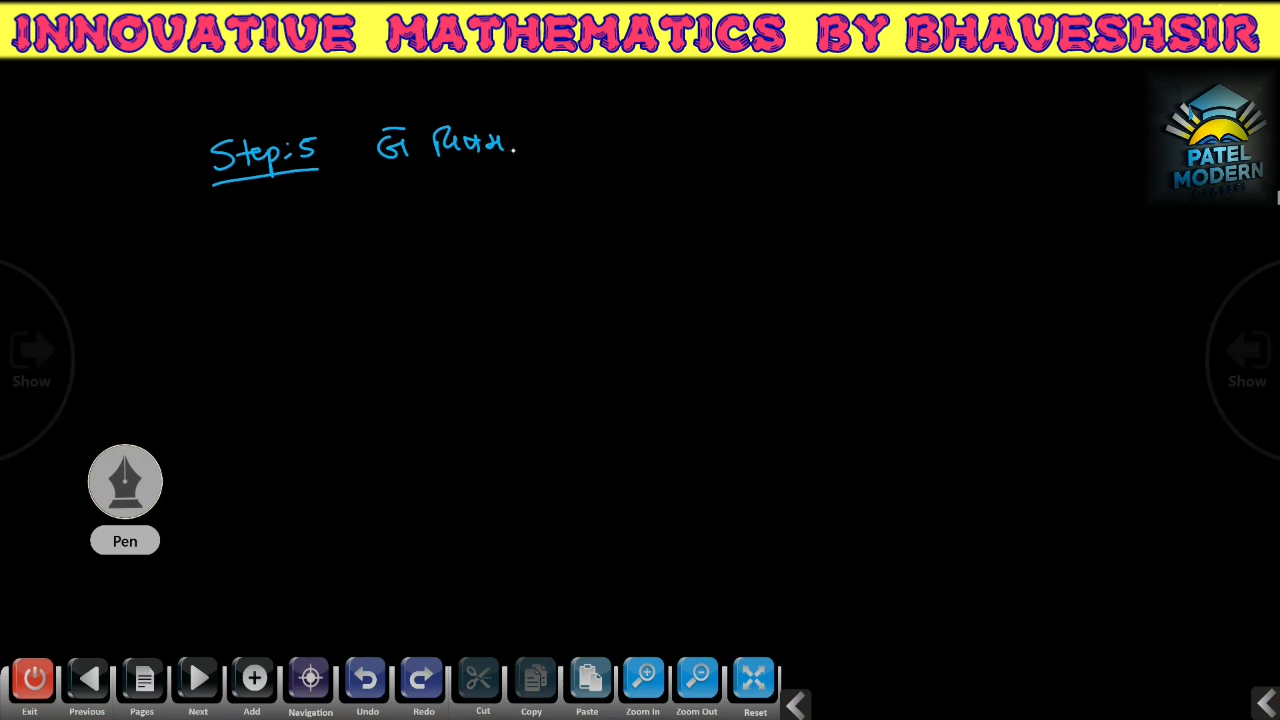 INNOVATIVE MATHEMATICS BY BHAVESHSIR
Step:5
PATEL
MODERN
Show
Show
Pen
Exit
Previous
Pages
Next
Add
Navigation
Undo
Redo
Cut
Copy
Paste
Zoom In
Zoom Out
Reset